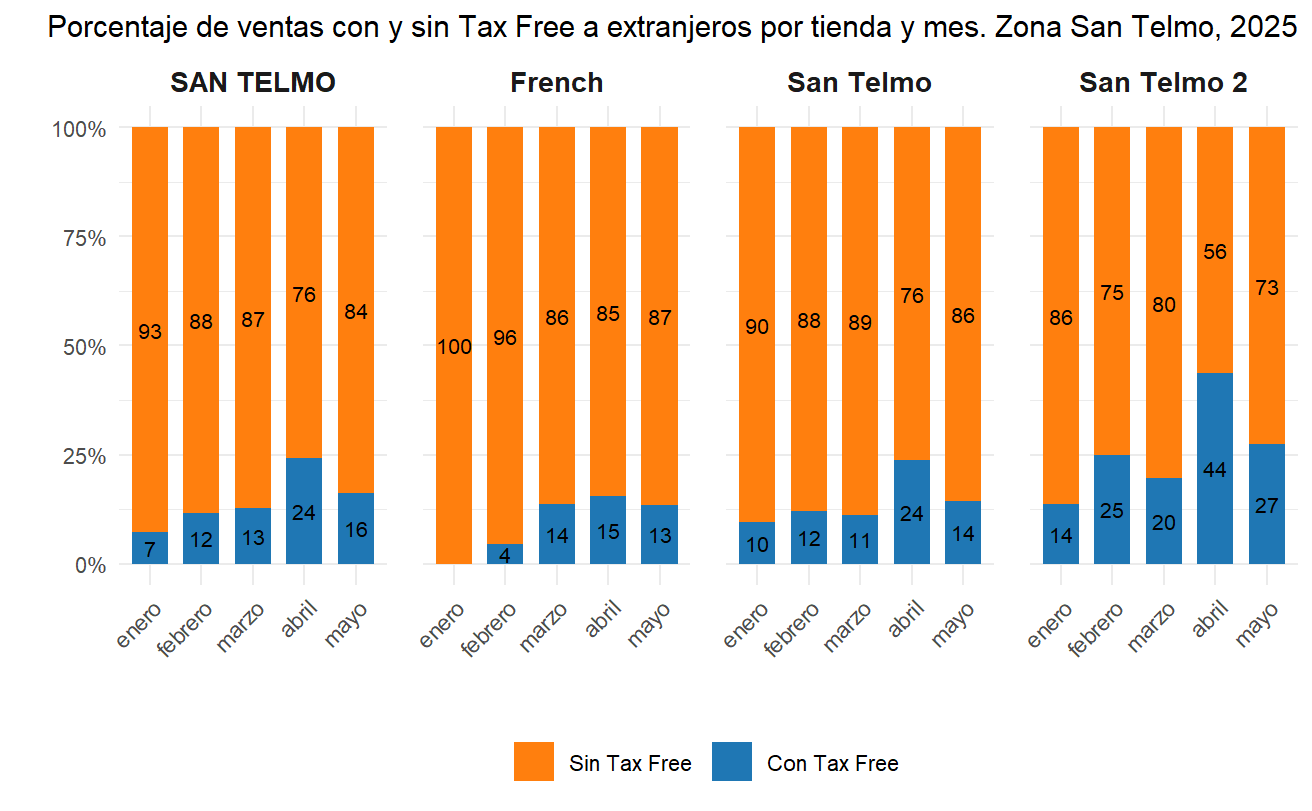 Porcentaje de ventas con y sin Tax Free a extranjeros por tienda y mes. Zona San Telmo, 2025
SAN TELMO French San Telmo San Telmo 2
100%
75%
50%
25%
0%
93 88 87 76 84
7 12 13 24 16
100 96 86 85 87
4 14 15 13
90 88 89 76 86
10 12 11 24 14
86 75 80 56 73
14 25 20 44 27
enero febrero marzo abril mayo
enero febrero marzo abril mayo
enero febrero marzo abril mayo
enero febrero marzo abril mayo
Sin Tax Free Con Tax Free